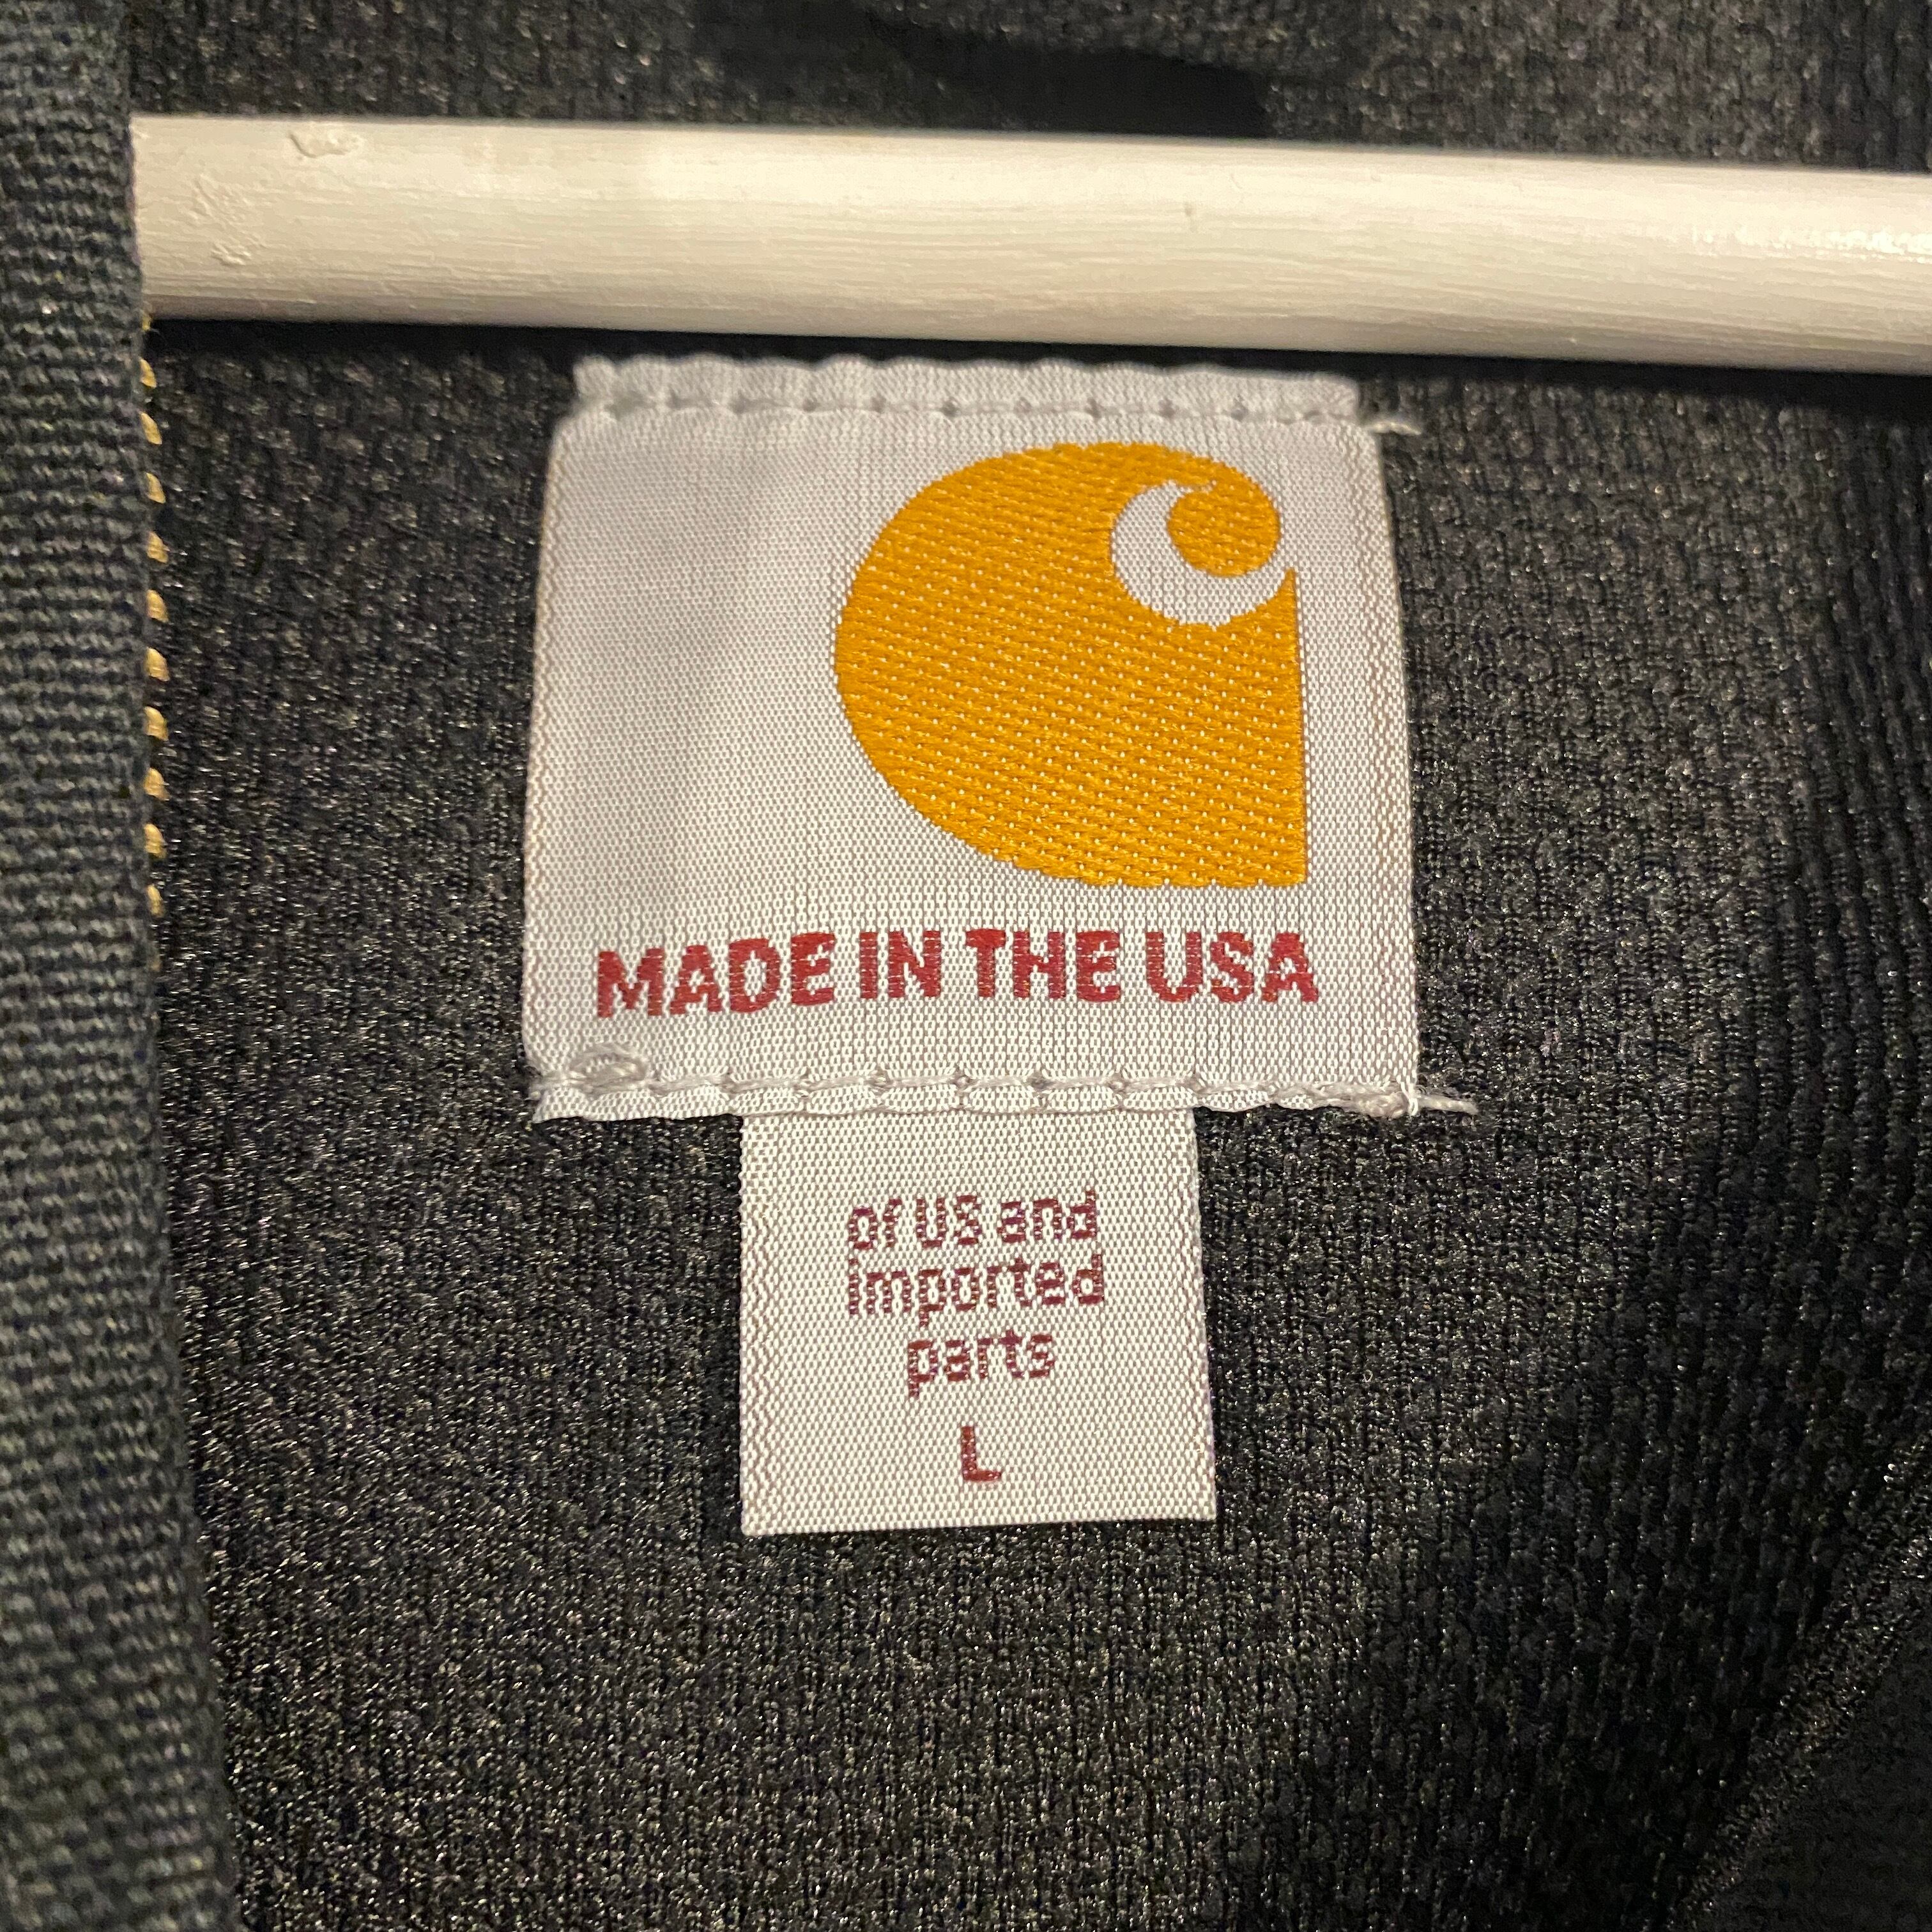 MADE IN THE USA
of US and
imported
parts
L